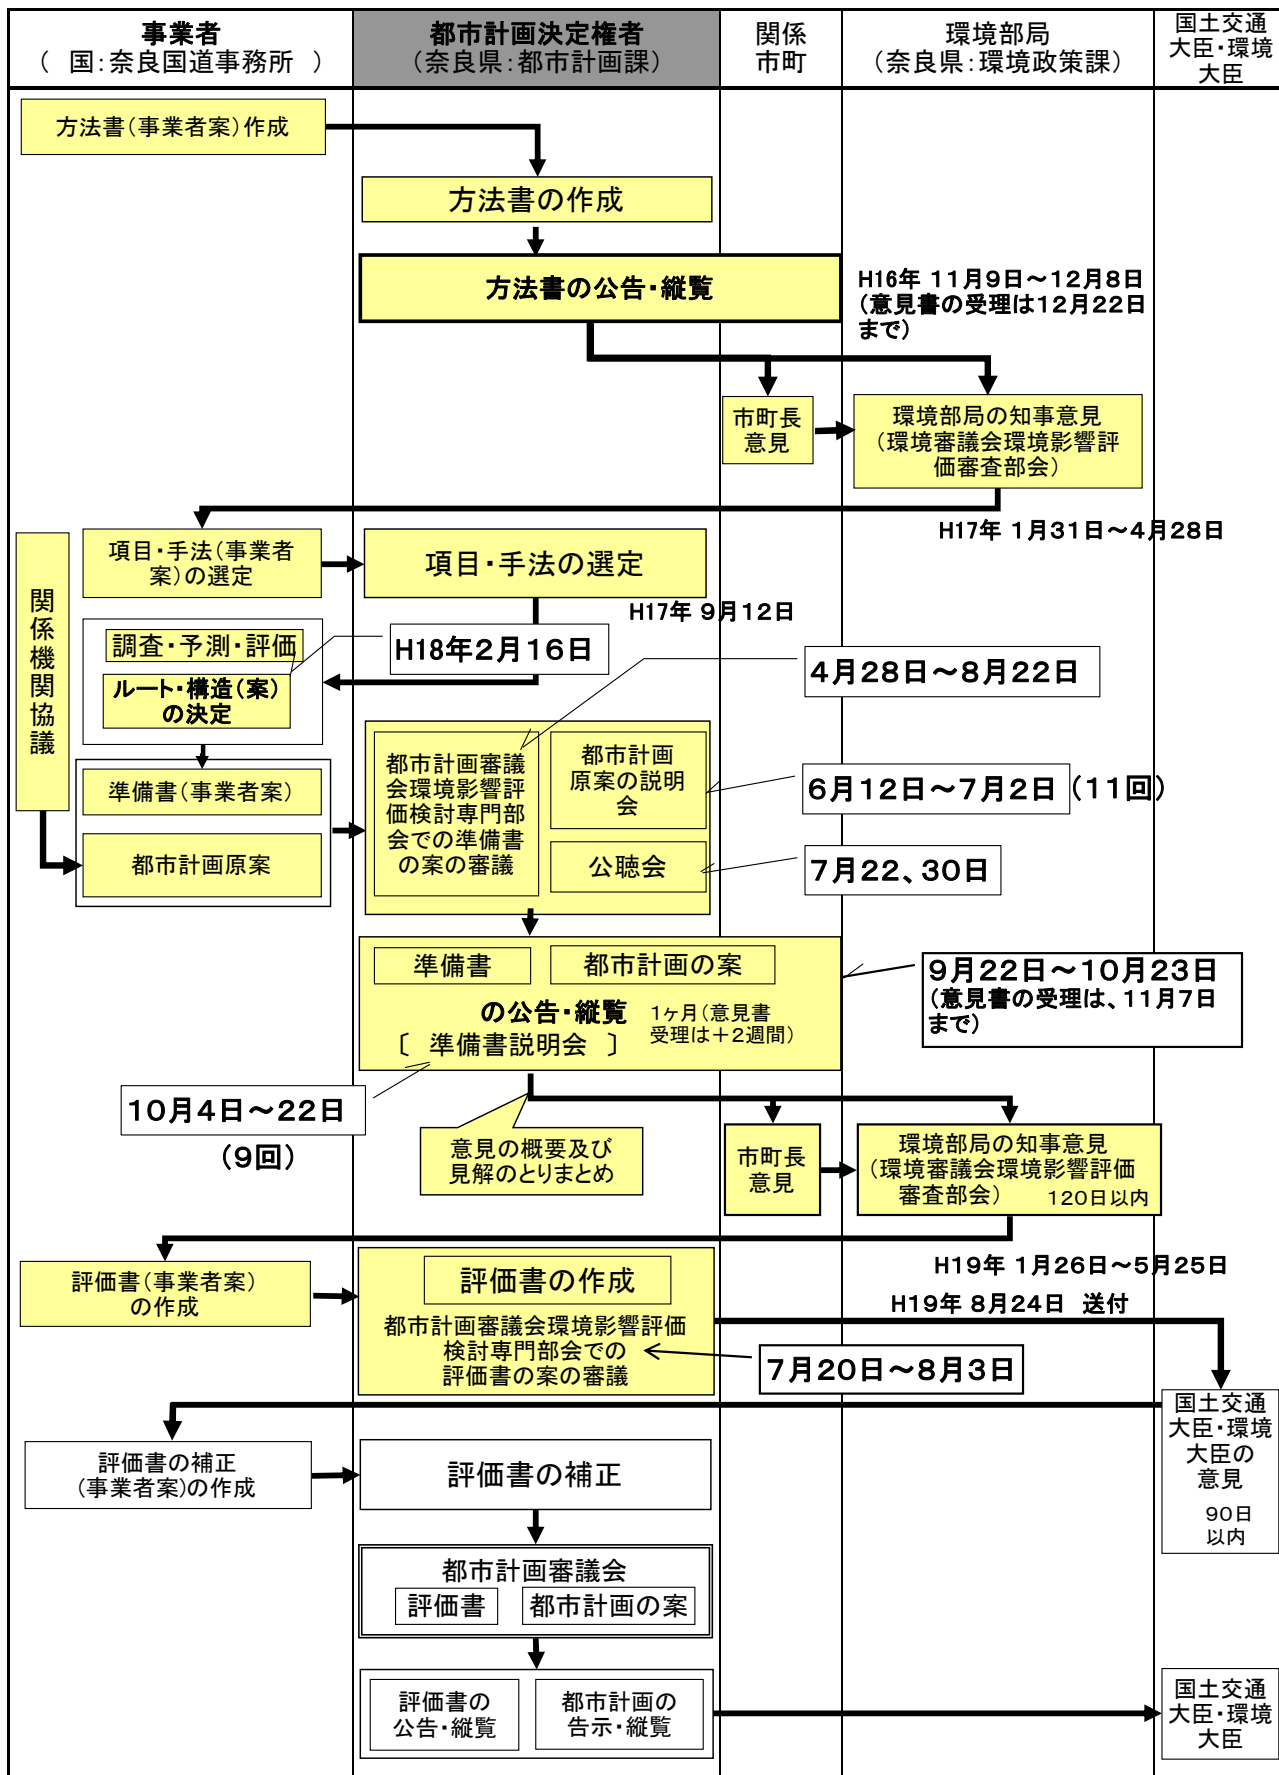 事業者
（　国：奈良国道事務所　）
都市計画決定権者
（奈良県：都市計画課）
関係
市町
環境部局
（奈良県：環境政策課）
国土交通
大臣・環境
大臣
方法書（事業者案）作成
方法書の作成
方法書の公告・縦覧
H16年 11月9日～12月8日
（意見書の受理は12月22日
まで）
市町長
意見
環境部局の知事意見
（環境審議会環境影響評
価審査部会）
H17年 1月31日～4月28日
関係機関協議
項目・手法（事業者
案）の選定
項目・手法の選定
H17年 9月12日
調査・予測・評価
ルート・構造（案）
の決定
H18年2月16日
4月28日～8月22日
準備書（事業者案）
都市計画原案
都市計画審議
会環境影響評
価検討専門部
会での準備書
の案の審議
都市計画
原案の説明
会
公聴会
6月12日～7月2日（11回）
7月22、30日
準備書
都市計画の案
の公告・縦覧
1ヶ月（意見書
受理は＋2週間）
〔　準備書説明会　〕
9月22日～10月23日
（意見書の受理は、11月7日
まで）
10月4日～22日
（9回）
意見の概要及び
見解のとりまとめ
市町長
意見
環境部局の知事意見
（環境審議会環境影響評価
審査部会）　120日以内
H19年 1月26日～5月25日
評価書（事業者案）
の作成
評価書の作成
都市計画審議会環境影響評価
検討専門部会での
評価書の案の審議
H19年 8月24日　送付
7月20日～8月3日
国土交通
大臣・環境
大臣の
意見
90日
以内
評価書の補正
（事業者案）の作成
評価書の補正
都市計画審議会
評価書
都市計画の案
評価書の
公告・縦覧
都市計画の
告示・縦覧
国土交通
大臣・環境
大臣